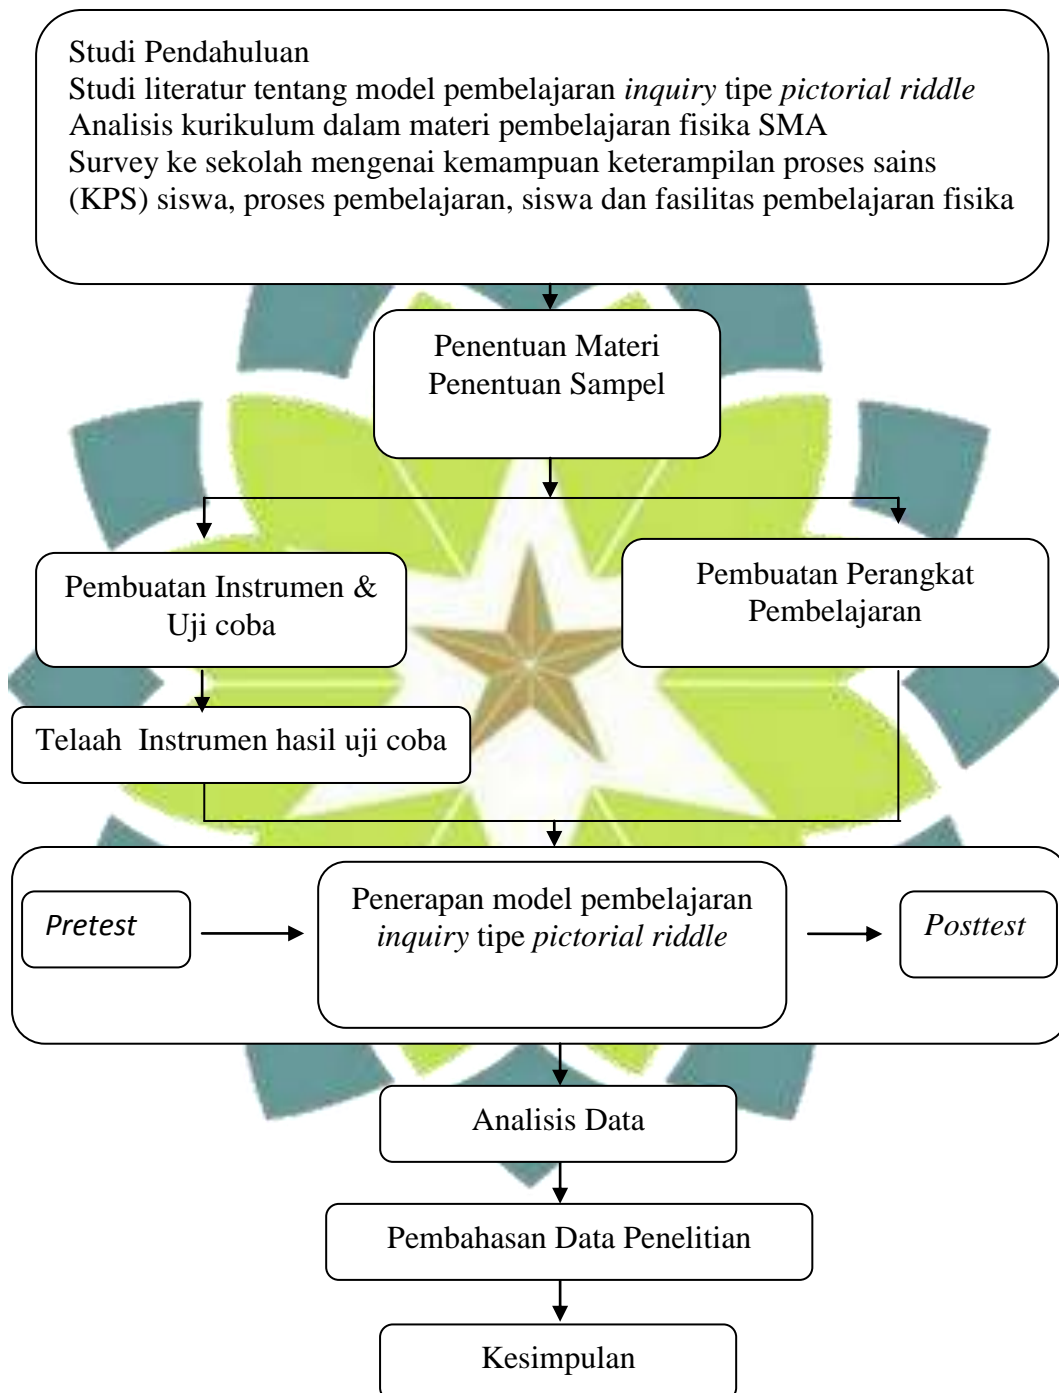 Studi Pendahuluan
Studi literatur tentang model pembelajaran inquiry tipe pictorial riddle
Analisis kurikulum dalam materi pembelajaran fisika SMA
Survey ke sekolah mengenai kemampuan keterampilan proses sains
(KPS) siswa, proses pembelajaran, siswa dan fasilitas pembelajaran fisika
Penentuan Materi
Penentuan Sampel
Pembuatan Instrumen &
Uji coba
Pembuatan Perangkat
Pembelajaran
Telaah Instrumen hasil uji coba
Pretest
Penerapan model pembelajaran
inquiry tipe pictorial riddle
Posttest
Analisis Data
Pembahasan Data Penelitian
Kesimpulan